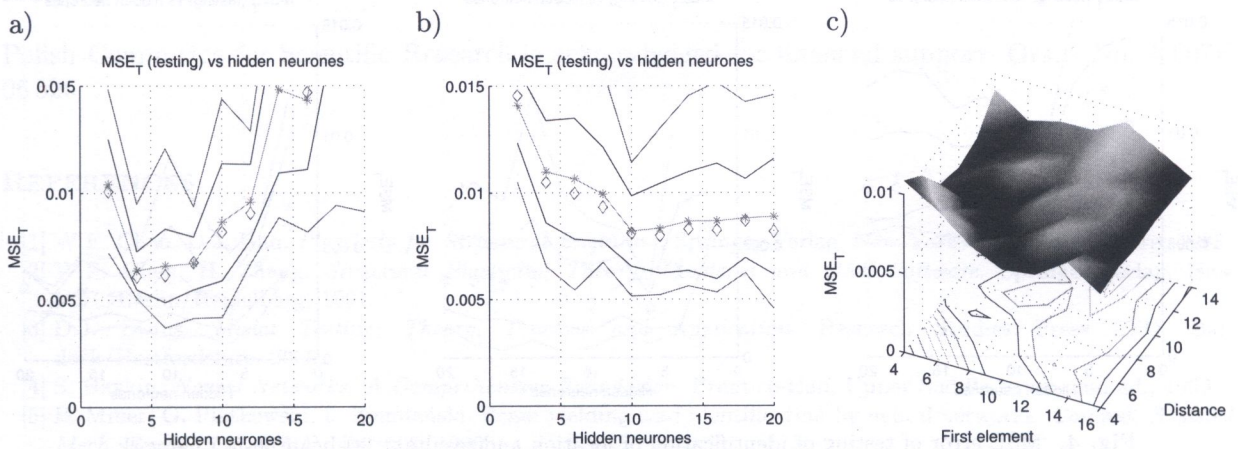 a)
MSE_T (testing) vs hidden neurones
0.015
0.01
0.005
0
0 5 10 15 20
MSE_T
Hidden neurones
b)
MSE_T (testing) vs hidden neurones
0.015
0.01
0.005
0
0 5 10 15 20
MSE_T
Hidden neurones
c)
0.01
0.005
0
MSE_T
4 6 8 10 12 14 16
First element
4 6 8 10 12 14
Distance